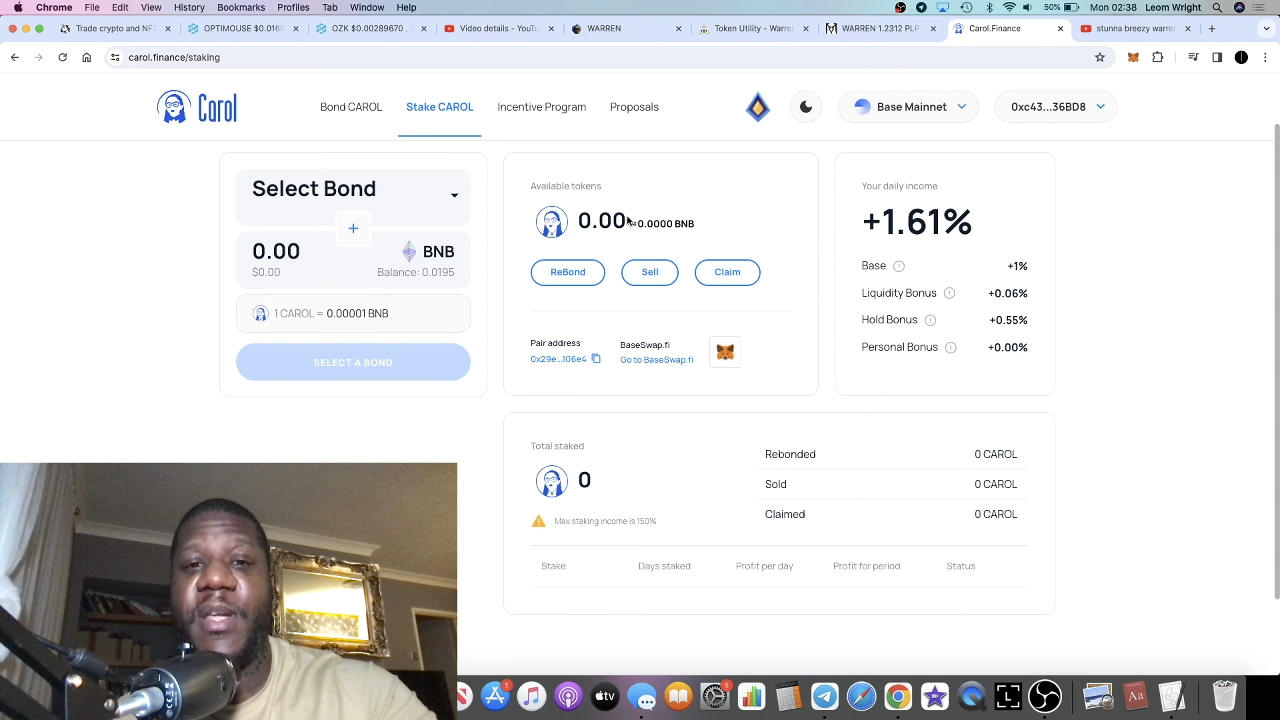 Chrome File Edit View History Bookmarks Profiles Tab Window Help
50% Mon 02:38 Leom Wright
Trade crypto and NFT
OPTIMOUSE $0.0160
OZK $0.00289670 ,
Video details - YouTu
WARREN
Token Utility - Warre
WARREN 1.2312 PLP
Carol.Finance
stunna breezy warre
carol.finance/staking
Carol
Bond CAROL
Stake CAROL
Incentive Program
Proposals
Base Mainnet
0xc43...36BD8
Select Bond
+
0.00
BNB
$0.00
Balance: 0.0195
1 CAROL = 0.00001 BNB
SELECT A BOND
Available tokens
0.00
0.0000 BNB
ReBond
Sell
Claim
Pair address
0x29e...106e4
BaseSwap.fi
Go to BaseSwap.fi
Your daily income
+1.61%
Base +1%
Liquidity Bonus +0.06%
Hold Bonus +0.55%
Personal Bonus +0.00%
Total staked
0
Max staking income is 150%
Rebonded 0 CAROL
Sold 0 CAROL
Claimed 0 CAROL
Stake Days staked Profit per day Profit for period Status
tv